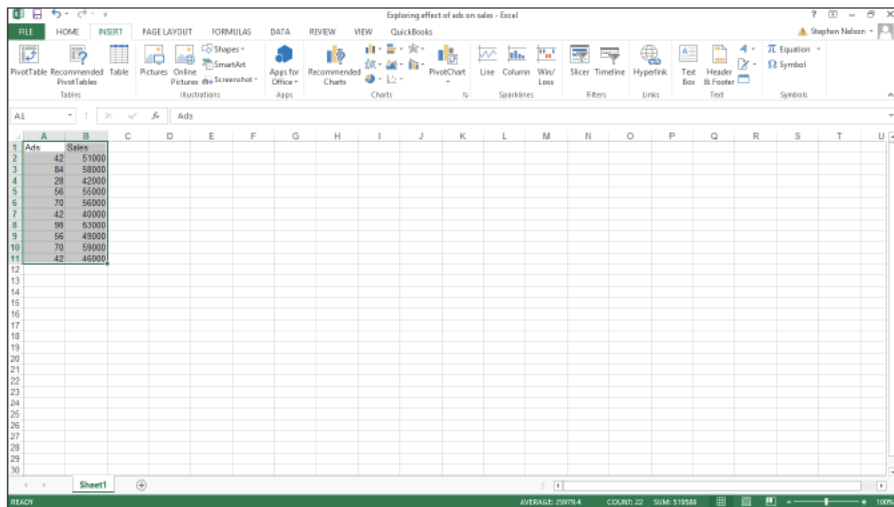 Exploring effect of ads on sales - Excel
FILE HOME INSERT PAGE LAYOUT FORMULAS DATA REVIEW VIEW QuickBooks Stephen Nelson
PivotTable Recommended PivotTables Table
Pictures Online Pictures Shapes SmartArt Screenshot
Apps for Office
Recommended Charts
PivotChart
Line Column Win/Loss
Slicer Timeline
Hyperlink
Text Box Header & Footer
Equation Symbol
Tables Illustrations Apps Charts Sparklines Filters Links Text Symbols
A1 fx Ads
A B C D E F G H I J K L M N O P Q R S T U
1 Ads Sales
2 42 51000
3 84 58000
4 28 42000
5 56 55000
6 70 56000
7 42 40000
8 98 63000
9 56 49000
10 70 59000
11 42 46000
12
13
14
15
16
17
18
19
20
21
22
23
24
25
26
27
28
29
30
Sheet1
READY AVERAGE: 25979.4 COUNT: 22 SUM: 519588 100%